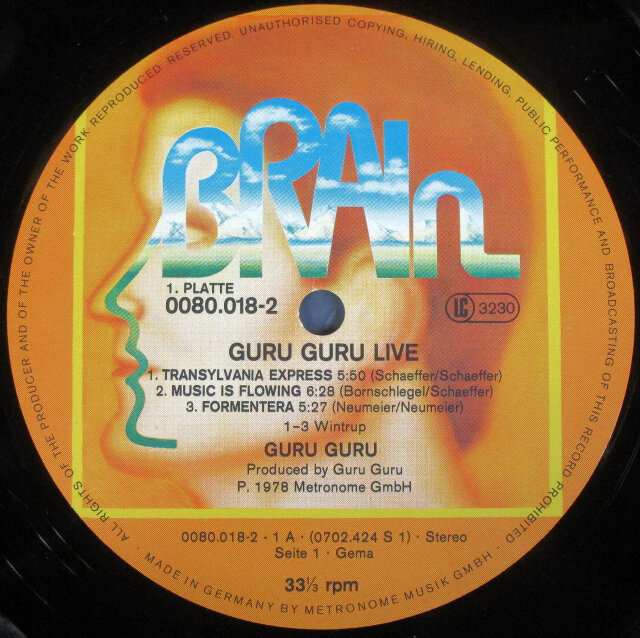 ALL RIGHTS OF THE PRODUCER AND OF THE OWNER OF THE WORK REPRODUCED RESERVED. UNAUTHORISED COPYING, HIRING, LENDING, PUBLIC PERFORMANCE AND BROADCASTING OF THIS RECORD PROHIBITED
BRAIn
1. PLATTE
0080.018-2
LC 3230
GURU GURU LIVE
1. TRANSYLVANIA EXPRESS 5:50 (Schaeffer/Schaeffer)
2. MUSIC IS FLOWING 6:28 (Bornschlegel/Schaeffer)
3. FORMENTERA 5:27 (Neumeier/Neumeier)
1-3 Wintrup
GURU GURU
Produced by Guru Guru
P. 1978 Metronome GmbH
0080.018-2 - 1 A · (0702.424 S 1) · Stereo
Seite 1 · Gema
33⅓ rpm
· MADE IN GERMANY BY METRONOME MUSIK GMBH ·